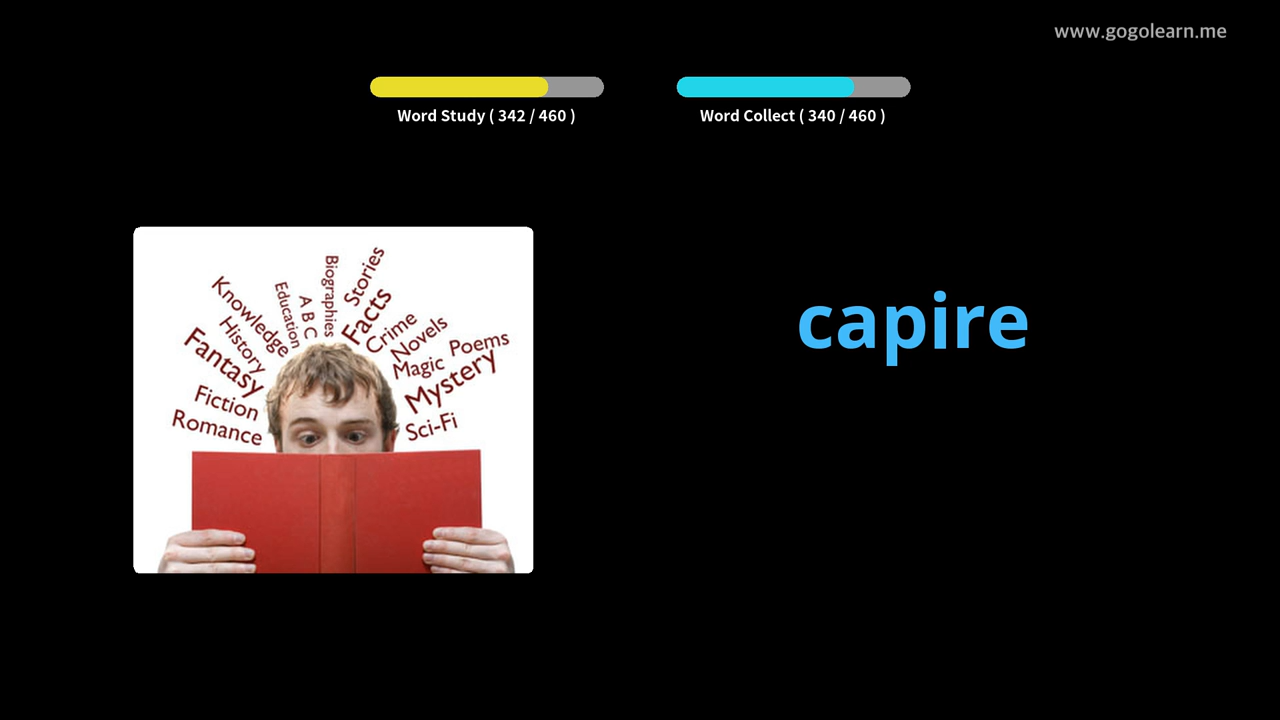 www.gogolearn.me
Word Study ( 342 / 460 )
Word Collect ( 340 / 460 )
capire
Biographies
Stories
Education
A B C
Facts
Knowledge
History
Crime
Novels
Poems
Fantasy
Magic
Mystery
Fiction
Romance
Sci-Fi